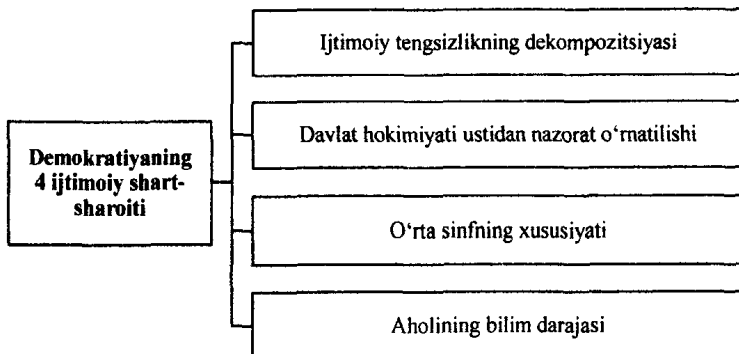 Demokratiyaning
4 ijtimoiy shart-
sharoiti
Ijtimoiy tengsizlikning dekompozitsiyasi
Davlat hokimiyati ustidan nazorat o‘rnatilishi
O‘rta sinfning xususiyati
Aholining bilim darajasi